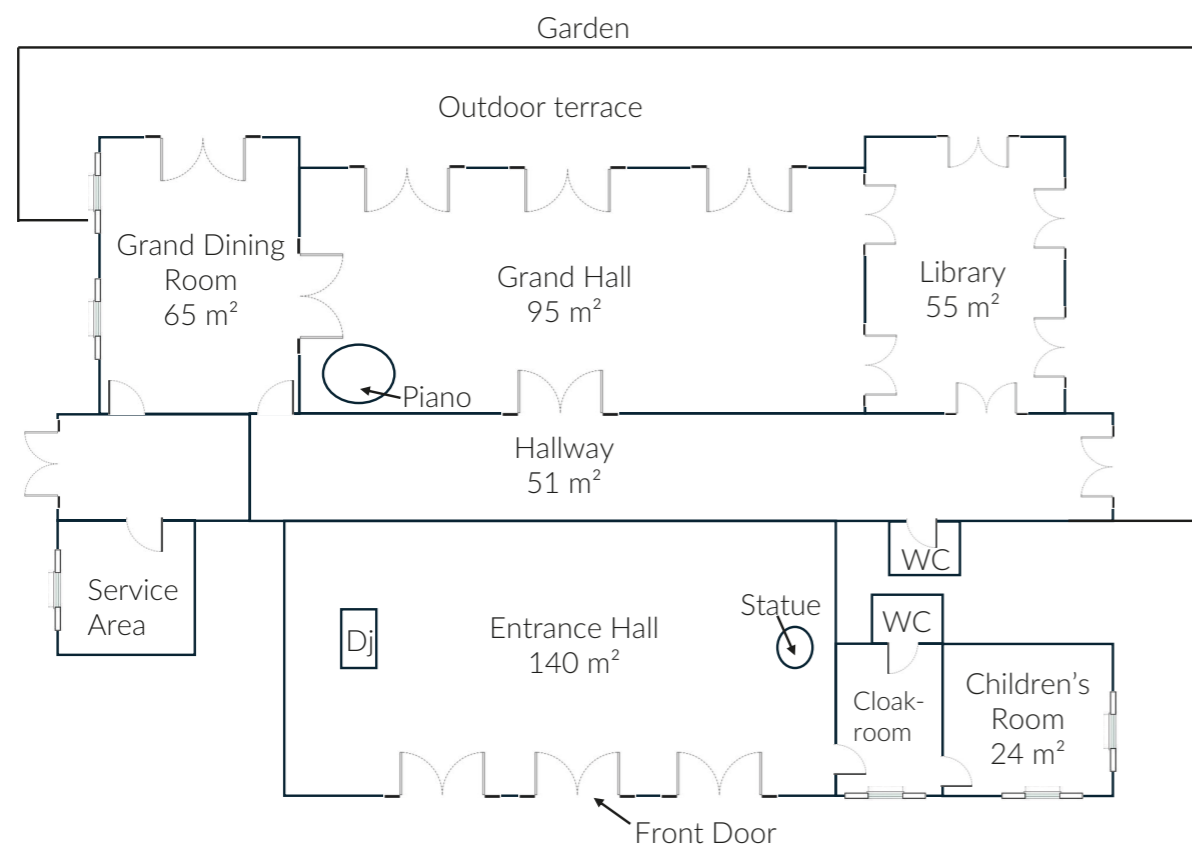 Garden
Outdoor terrace
Grand Dining
Room
65 m²
Grand Hall
95 m²
Library
55 m²
Piano
Hallway
51 m²
Service
Area
Dj
Entrance Hall
140 m²
Statue
WC
WC
Cloak-
room
Children's
Room
24 m²
Front Door